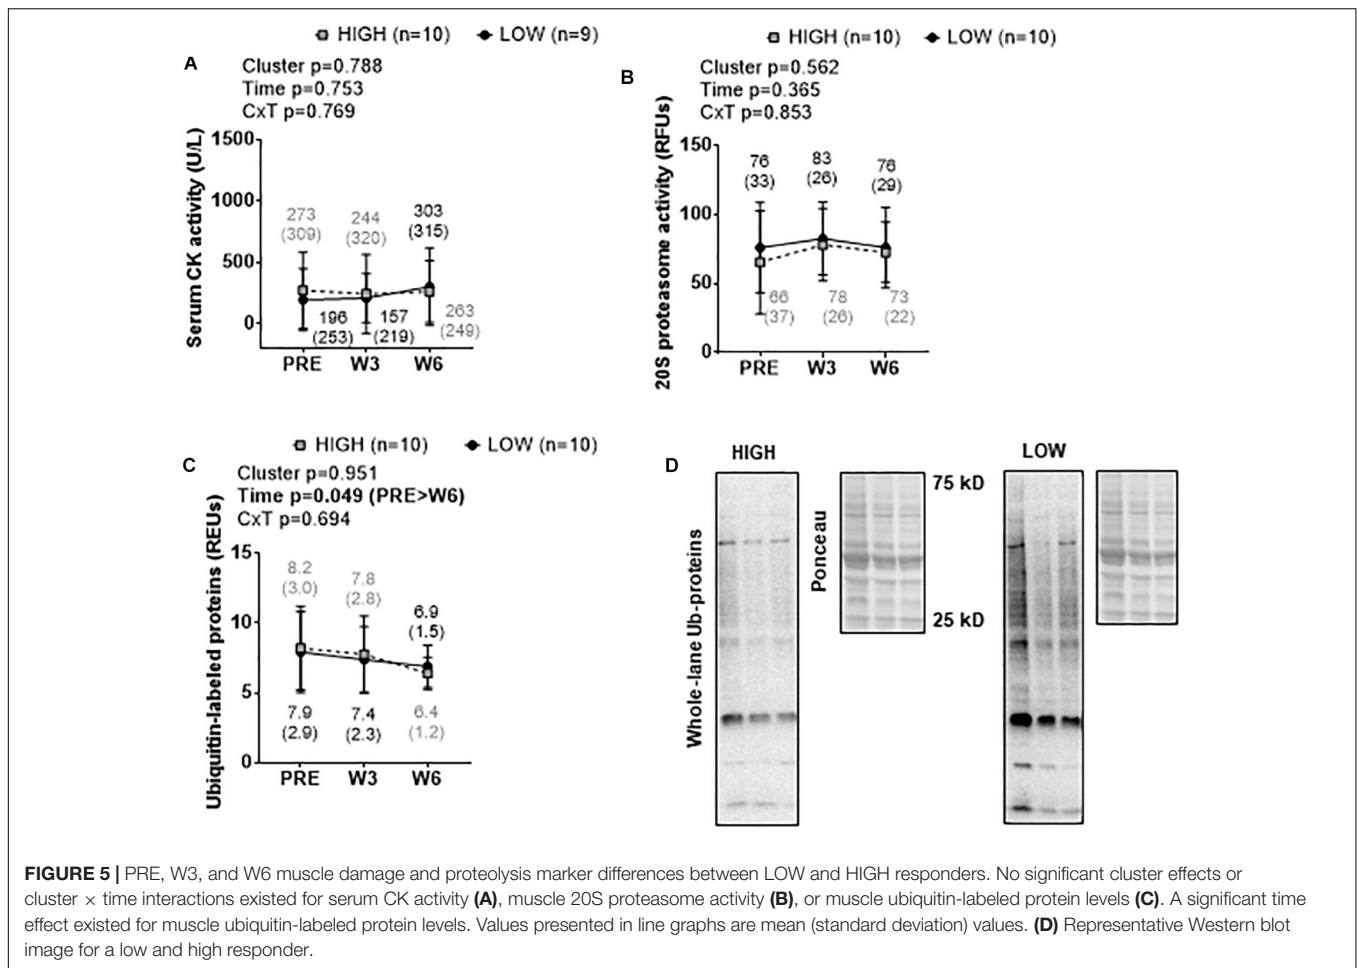 HIGH (n=10) LOW (n=9)
A
Cluster p=0.788
Time p=0.753
CxT p=0.769
Serum CK activity (U/L)
1500
1000
500
0
273
(309)
244
(320)
303
(315)
196
(253)
157
(219)
263
(249)
PRE W3 W6
HIGH (n=10) LOW (n=10)
B
Cluster p=0.562
Time p=0.365
CxT p=0.853
20S proteasome activity (RFUs)
150
100
50
0
76
(33)
83
(26)
76
(29)
66
(37)
78
(26)
73
(22)
PRE W3 W6
HIGH (n=10) LOW (n=10)
C
Cluster p=0.951
Time p=0.049 (PRE>W6)
CxT p=0.694
Ubiquitin-labeled proteins (REUs)
15
10
5
0
8.2
(3.0)
7.8
(2.8)
6.9
(1.5)
7.9
(2.9)
7.4
(2.3)
6.4
(1.2)
PRE W3 W6
D
HIGH
LOW
Whole-lane Ub-proteins
Ponceau
75 kD
25 kD
FIGURE 5 | PRE, W3, and W6 muscle damage and proteolysis marker differences between LOW and HIGH responders. No significant cluster effects or
cluster × time interactions existed for serum CK activity (A), muscle 20S proteasome activity (B), or muscle ubiquitin-labeled protein levels (C). A significant time
effect existed for muscle ubiquitin-labeled protein levels. Values presented in line graphs are mean (standard deviation) values. (D) Representative Western blot
image for a low and high responder.